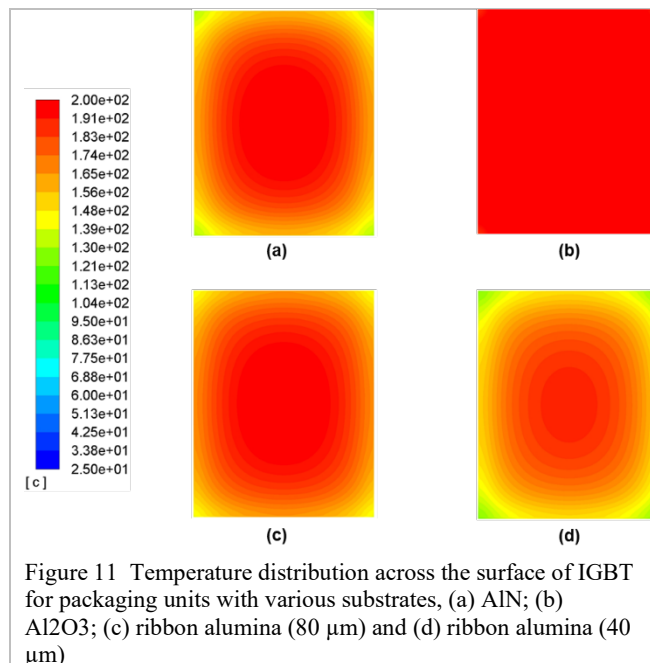 2.00e+02
1.91e+02
1.83e+02
1.74e+02
1.65e+02
1.56e+02
1.48e+02
1.39e+02
1.30e+02
1.21e+02
1.13e+02
1.04e+02
9.50e+01
8.63e+01
7.75e+01
6.88e+01
6.00e+01
5.13e+01
4.25e+01
3.38e+01
2.50e+01
[ c ]
(a)
(b)
(c)
(d)
Figure 11 Temperature distribution across the surface of IGBT
for packaging units with various substrates, (a) AlN; (b)
Al2O3; (c) ribbon alumina (80 µm) and (d) ribbon alumina (40
µm)